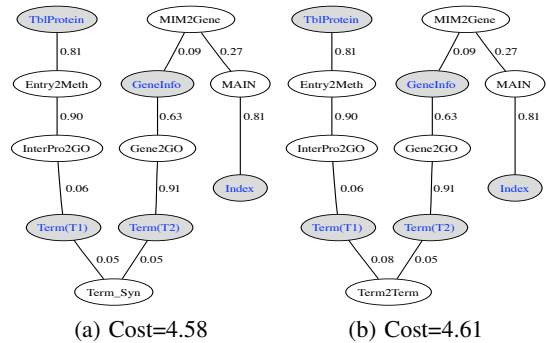 TblProtein
MIM2Gene
0.81
0.09
0.27
Entry2Meth
GeneInfo
MAIN
0.90
0.63
0.81
InterPro2GO
Gene2GO
0.06
0.91
Index
Term(T1)
Term(T2)
0.05
0.05
Term_Syn
(a) Cost=4.58
TblProtein
MIM2Gene
0.81
0.09
0.27
Entry2Meth
GeneInfo
MAIN
0.90
0.63
0.81
InterPro2GO
Gene2GO
0.06
0.91
Index
Term(T1)
Term(T2)
0.08
0.05
Term2Term
(b) Cost=4.61